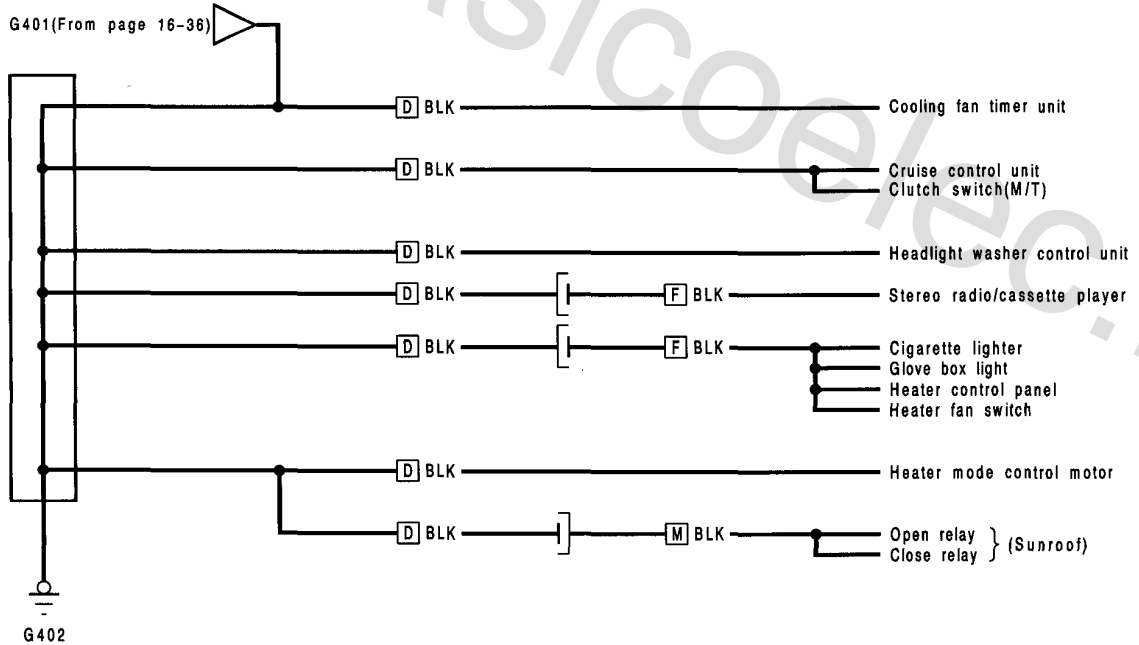 G401(From page 16-36)
D BLK Cooling fan timer unit
D BLK Cruise control unit
Clutch switch(M/T)
D BLK Headlight washer control unit
D BLK F BLK Stereo radio/cassette player
D BLK F BLK Cigarette lighter
Glove box light
Heater control panel
Heater fan switch
D BLK Heater mode control motor
D BLK M BLK Open relay
Close relay
(Sunroof)
G402
sicoelec.